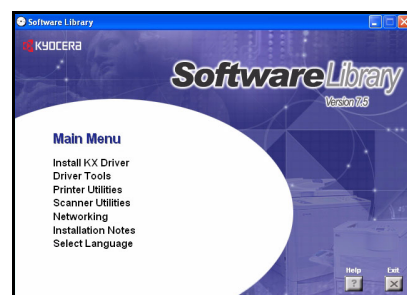 Software Library
KYOCERA
SoftwareLibrary
Version 7.5
Main Menu
Install KX Driver
Driver Tools
Printer Utilities
Scanner Utilities
Networking
Installation Notes
Select Language
Help Exit
?